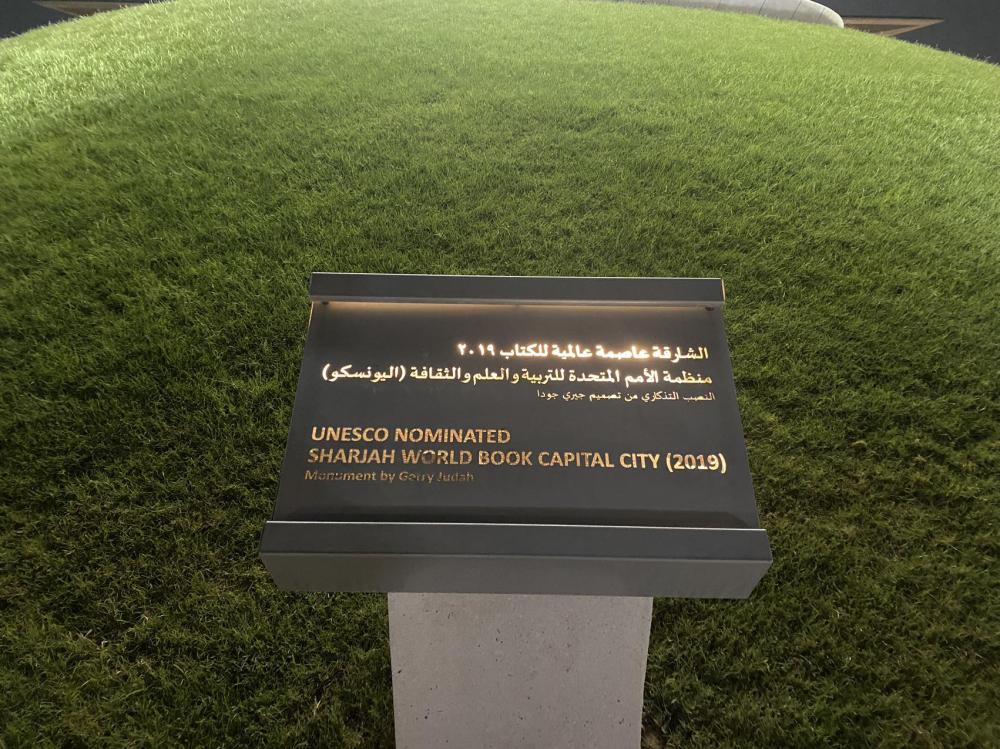 الشارقة عاصمة عالمية للكتاب ٢٠١٩
منظمة الأمم المتحدة للتربية والعلم والثقافة (اليونسكو)
النصب التذكاري من تصميم جيري جودا
UNESCO NOMINATED
SHARJAH WORLD BOOK CAPITAL CITY (2019)
Monument by Gerry Judah